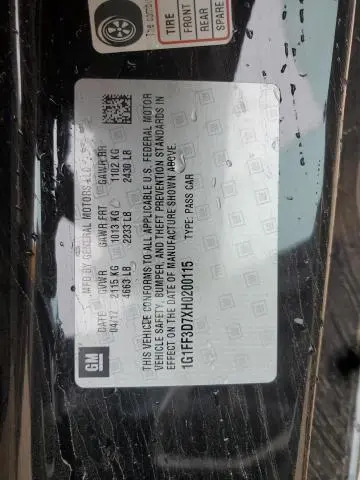 The combin
TIRE
FRONT
REAR
SPARE
MFD BY GENERAL MOTORS LLC
DATE GVWR GAWR FRT GAWR RR
04/17 2115 KG 1013 KG 1102 KG
4663 LB 2233 LB 2430 LB
THIS VEHICLE CONFORMS TO ALL APPLICABLE U.S. FEDERAL MOTOR
VEHICLE SAFETY, BUMPER, AND THEFT PREVENTION STANDARDS IN
EFFECT ON THE DATE OF MANUFACTURE SHOWN ABOVE.
1G1FF3D7XH0200115 TYPE: PASS CAR
GM